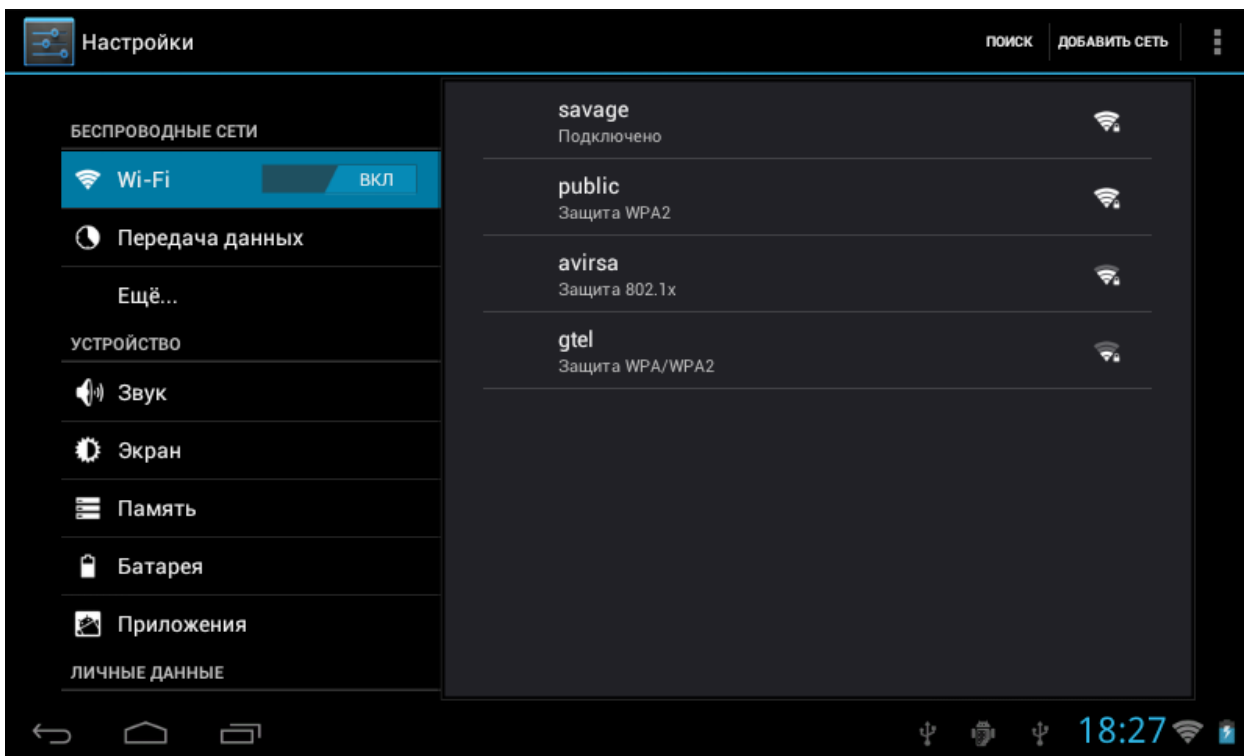 Настройки
ПОИСК
ДОБАВИТЬ СЕТЬ
БЕСПРОВОДНЫЕ СЕТИ
Wi-Fi
ВКЛ
Передача данных
Ещё...
УСТРОЙСТВО
Звук
Экран
Память
Батарея
Приложения
ЛИЧНЫЕ ДАННЫЕ
savage
Подключено
public
Защита WPA2
avirsa
Защита 802.1x
gtel
Защита WPA/WPA2
18:27